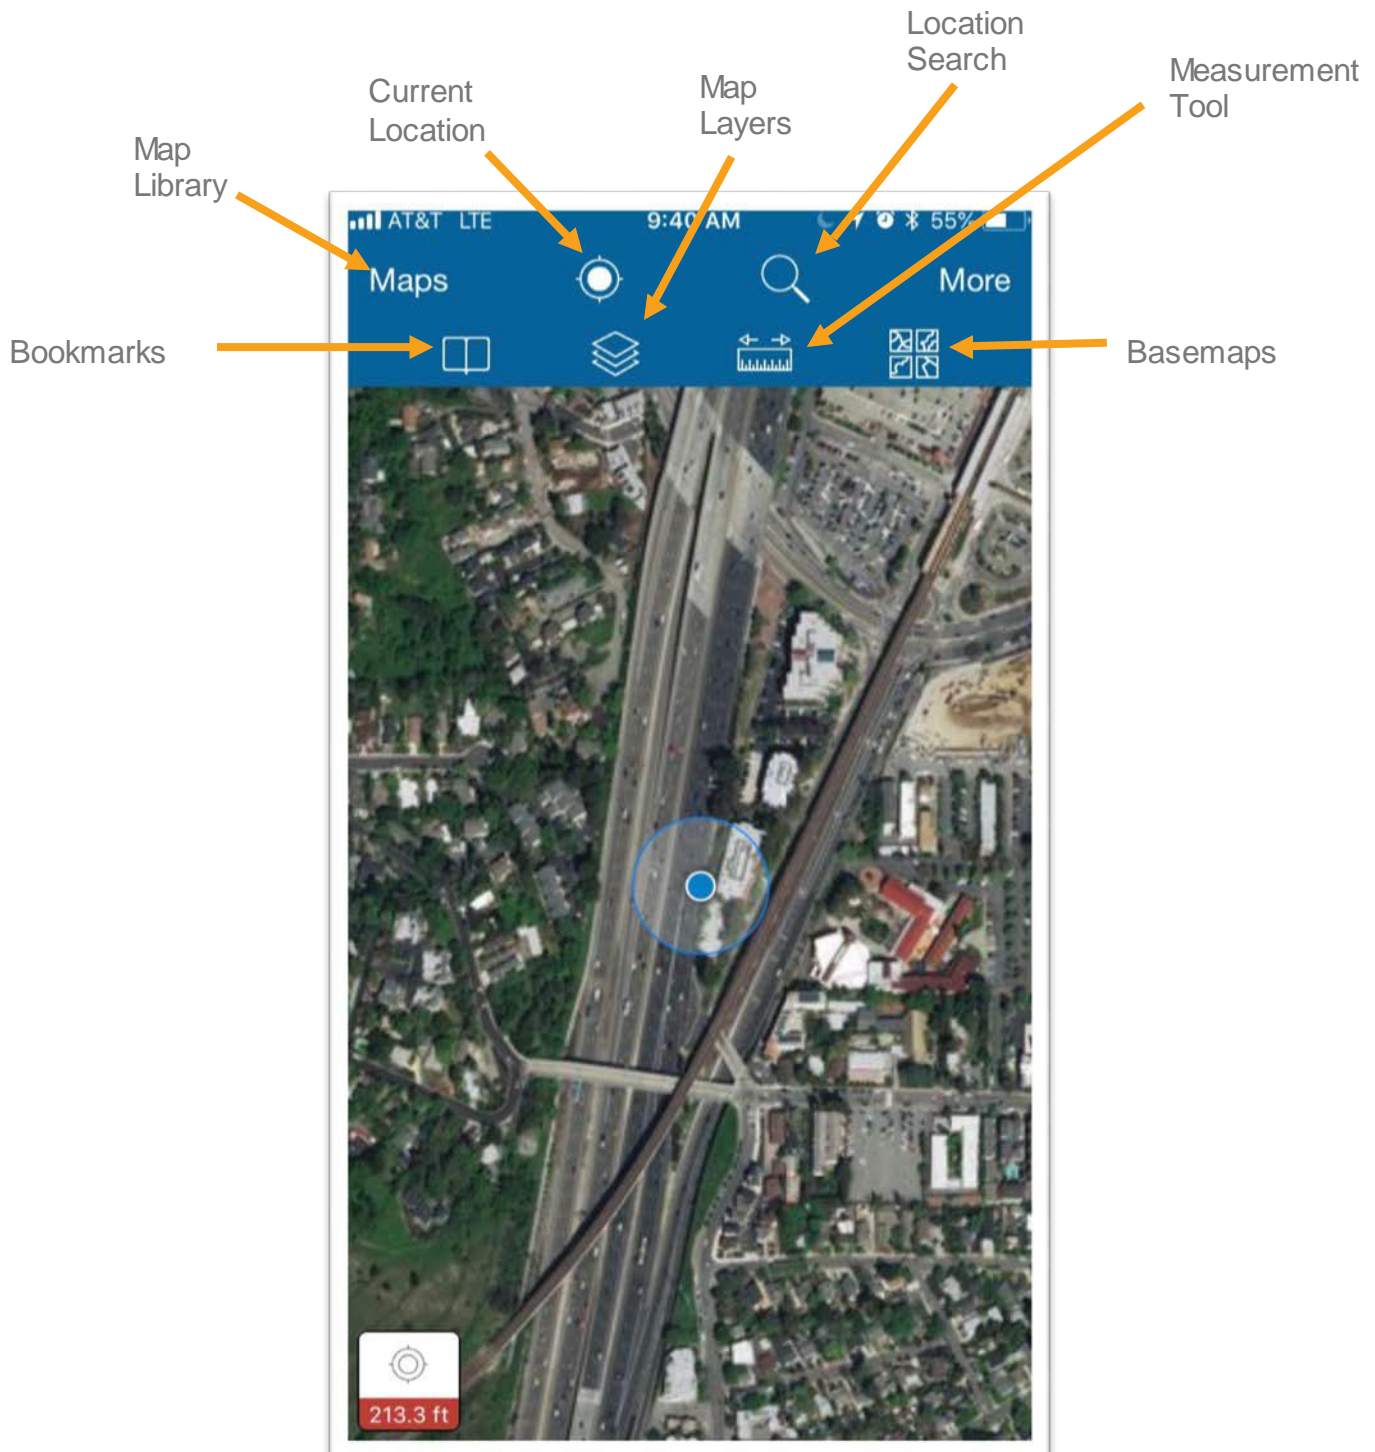 Location
Search
Measurement
Tool
Current
Location
Map
Layers
Map
Library
AT&T LTE
9:40 AM
55%
Maps
More
Bookmarks
Basemaps
213.3 ft